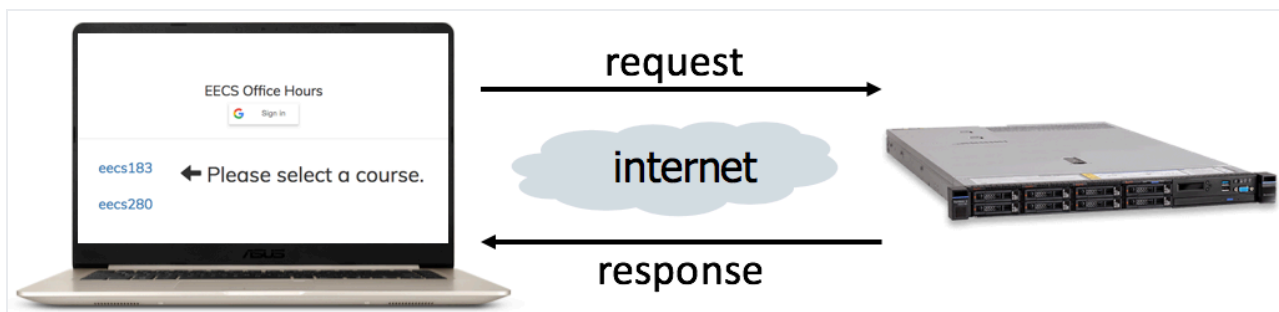 request
EECS Office Hours
G Sign in
eecs183
← Please select a course.
eecs280
internet
ASUS
response